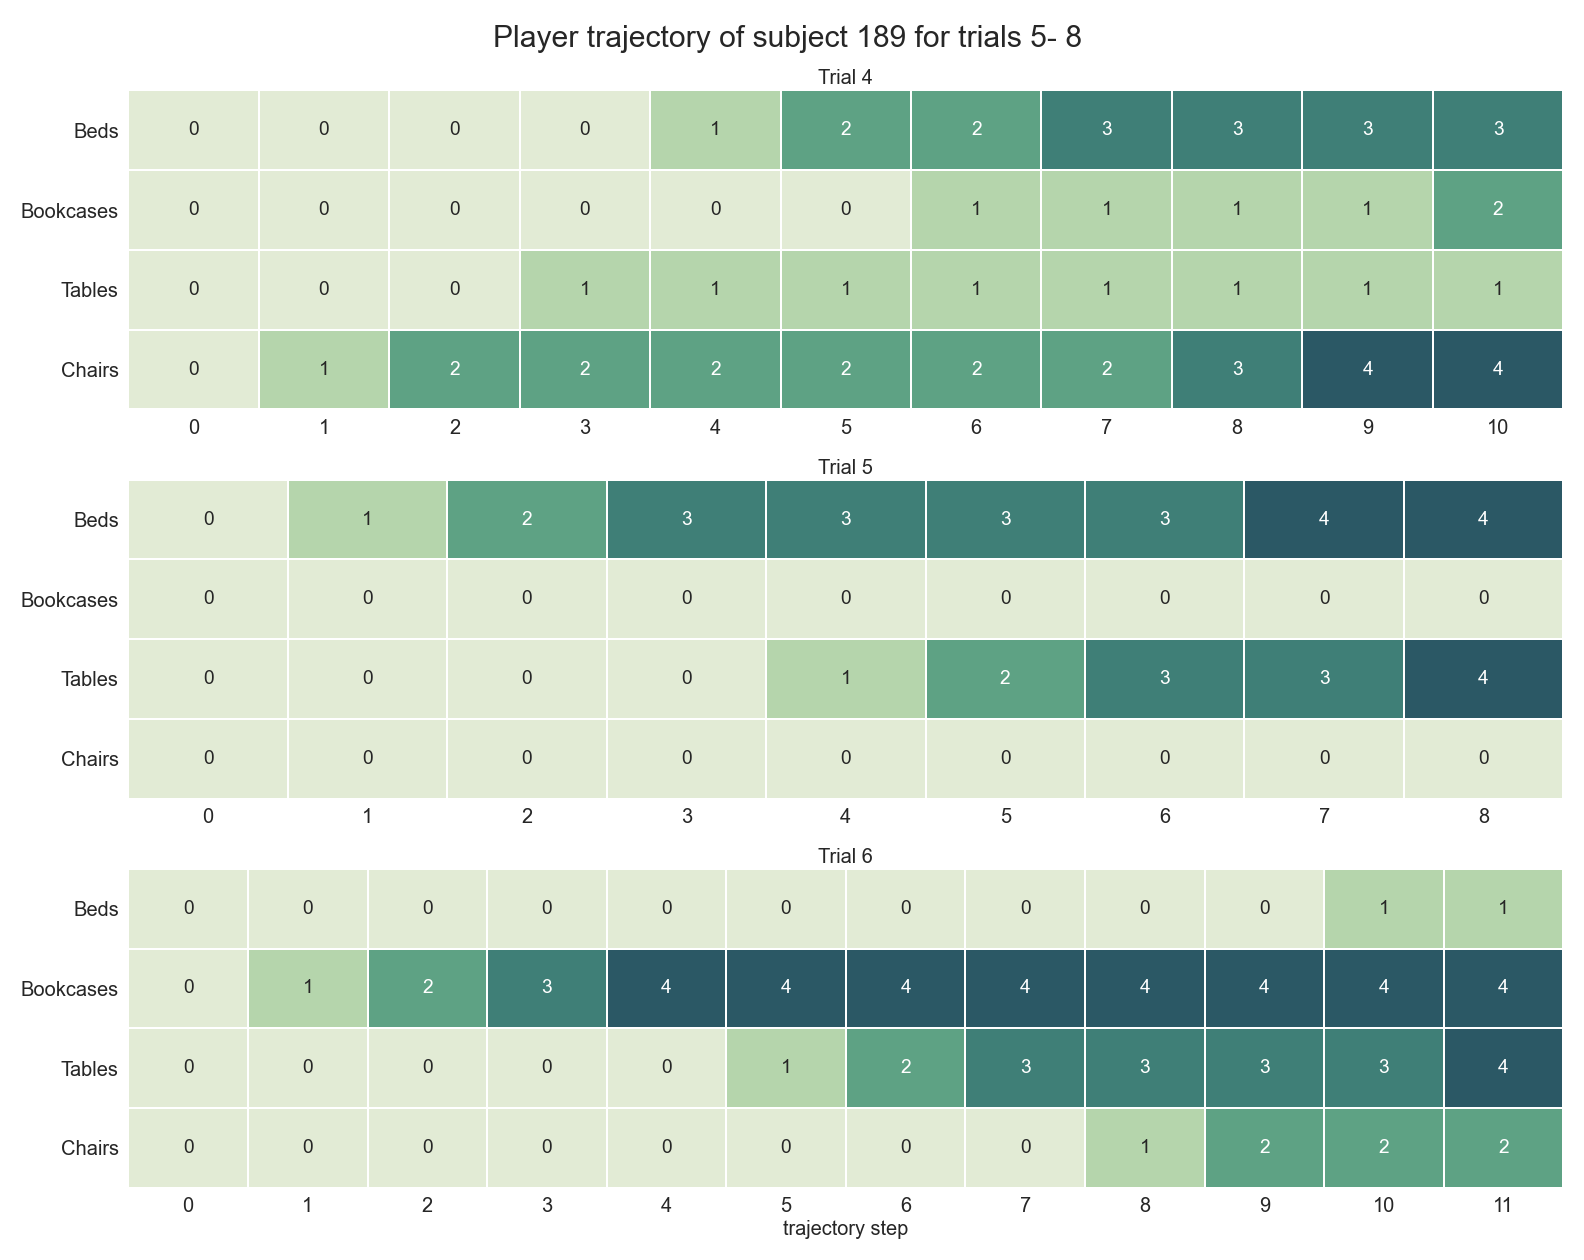 Player trajectory of subject 189 for trials 5- 8
Trial 4
Beds 0 0 0 0 1 2 2 3 3 3 3
Bookcases 0 0 0 0 0 0 1 1 1 1 2
Tables 0 0 0 1 1 1 1 1 1 1 1
Chairs 0 1 2 2 2 2 2 2 3 4 4
0 1 2 3 4 5 6 7 8 9 10
Trial 5
Beds 0 1 2 3 3 3 3 4 4
Bookcases 0 0 0 0 0 0 0 0 0
Tables 0 0 0 0 1 2 3 3 4
Chairs 0 0 0 0 0 0 0 0 0
0 1 2 3 4 5 6 7 8
Trial 6
Beds 0 0 0 0 0 0 0 0 0 0 1 1
Bookcases 0 1 2 3 4 4 4 4 4 4 4 4
Tables 0 0 0 0 0 1 2 3 3 3 3 4
Chairs 0 0 0 0 0 0 0 0 1 2 2 2
0 1 2 3 4 5 6 7 8 9 10 11
trajectory step